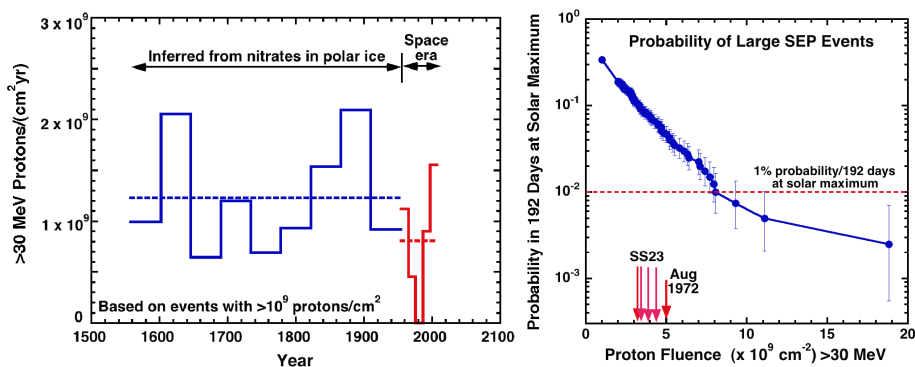 3 x 10⁹
2 x 10⁹
1 x 10⁹
0
>30 MeV Protons/(cm²yr)
Inferred from nitrates in polar ice
Space
era
Based on events with >10⁹ protons/cm²
1500 1600 1700 1800 1900 2000 2100
Year
10⁰
10⁻¹
10⁻²
10⁻³
Probability in 192 Days at Solar Maximum
Probability of Large SEP Events
1% probability/192 days
at solar maximum
SS23
Aug
1972
0 5 10 15 20
Proton Fluence (x 10⁹ cm⁻²) >30 MeV